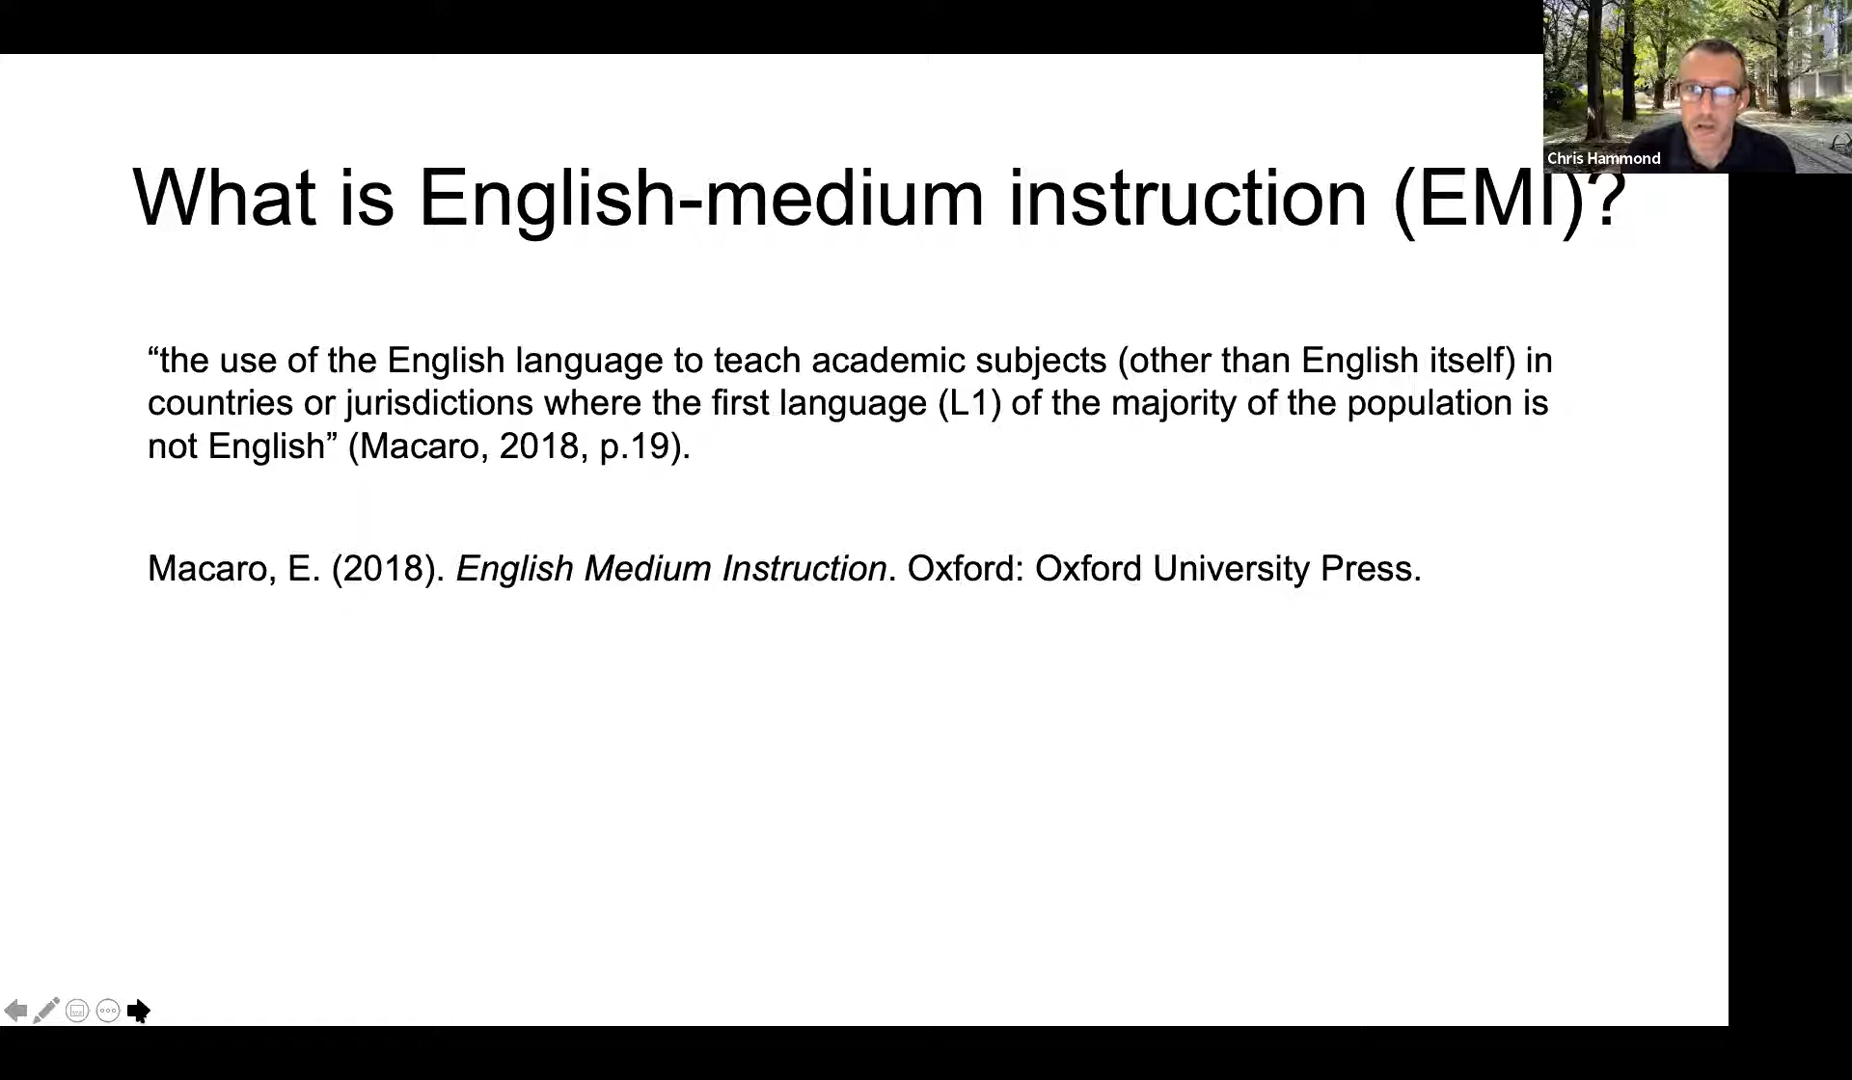 Chris Hammond
What is English-medium instruction (EMI)?
“the use of the English language to teach academic subjects (other than English itself) in
countries or jurisdictions where the first language (L1) of the majority of the population is
not English” (Macaro, 2018, p.19).
Macaro, E. (2018). English Medium Instruction. Oxford: Oxford University Press.